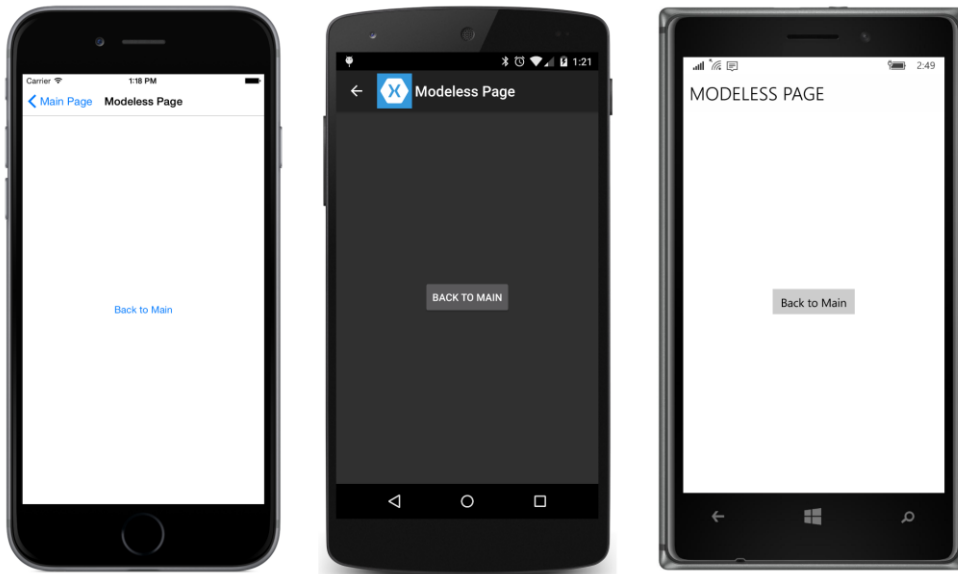 Carrier 1:18 PM
Main Page Modeless Page
Back to Main
1:21
Modeless Page
BACK TO MAIN
2:49
MODELESS PAGE
Back to Main